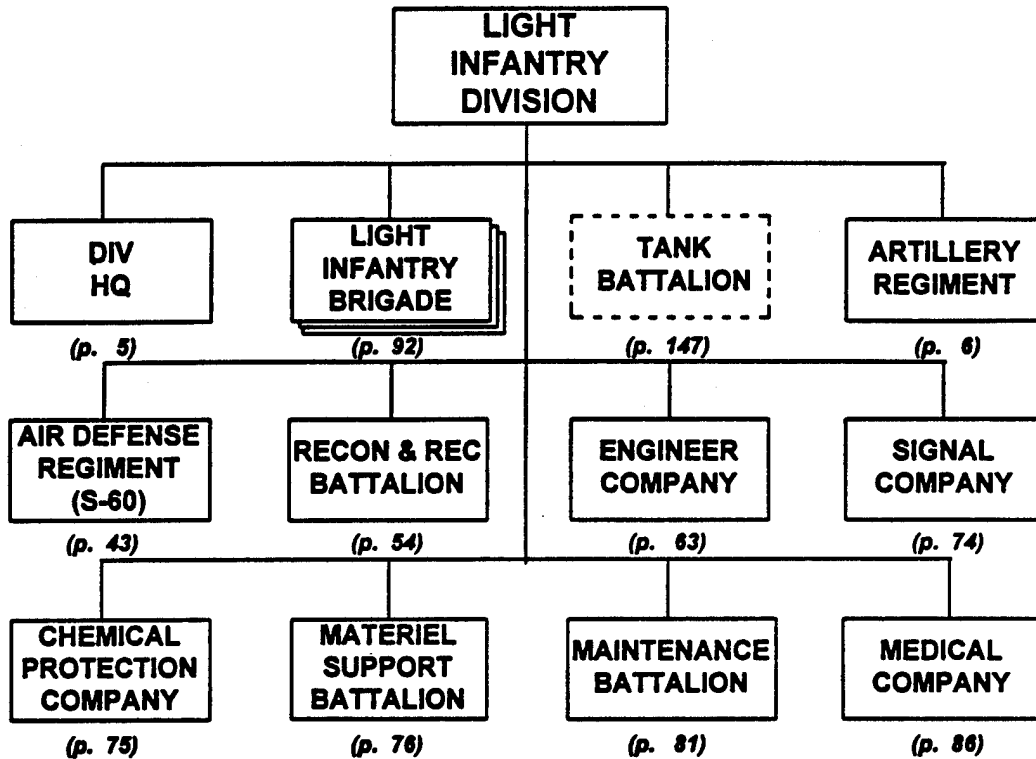 LIGHT
INFANTRY
DIVISION
DIV
HQ
(p. 5)
LIGHT
INFANTRY
BRIGADE
(p. 92)
TANK
BATTALION
(p. 147)
ARTILLERY
REGIMENT
(p. 6)
AIR DEFENSE
REGIMENT
(S-60)
(p. 43)
RECON & REC
BATTALION
(p. 54)
ENGINEER
COMPANY
(p. 63)
SIGNAL
COMPANY
(p. 74)
CHEMICAL
PROTECTION
COMPANY
(p. 75)
MATERIEL
SUPPORT
BATTALION
(p. 76)
MAINTENANCE
BATTALION
(p. 81)
MEDICAL
COMPANY
(p. 86)